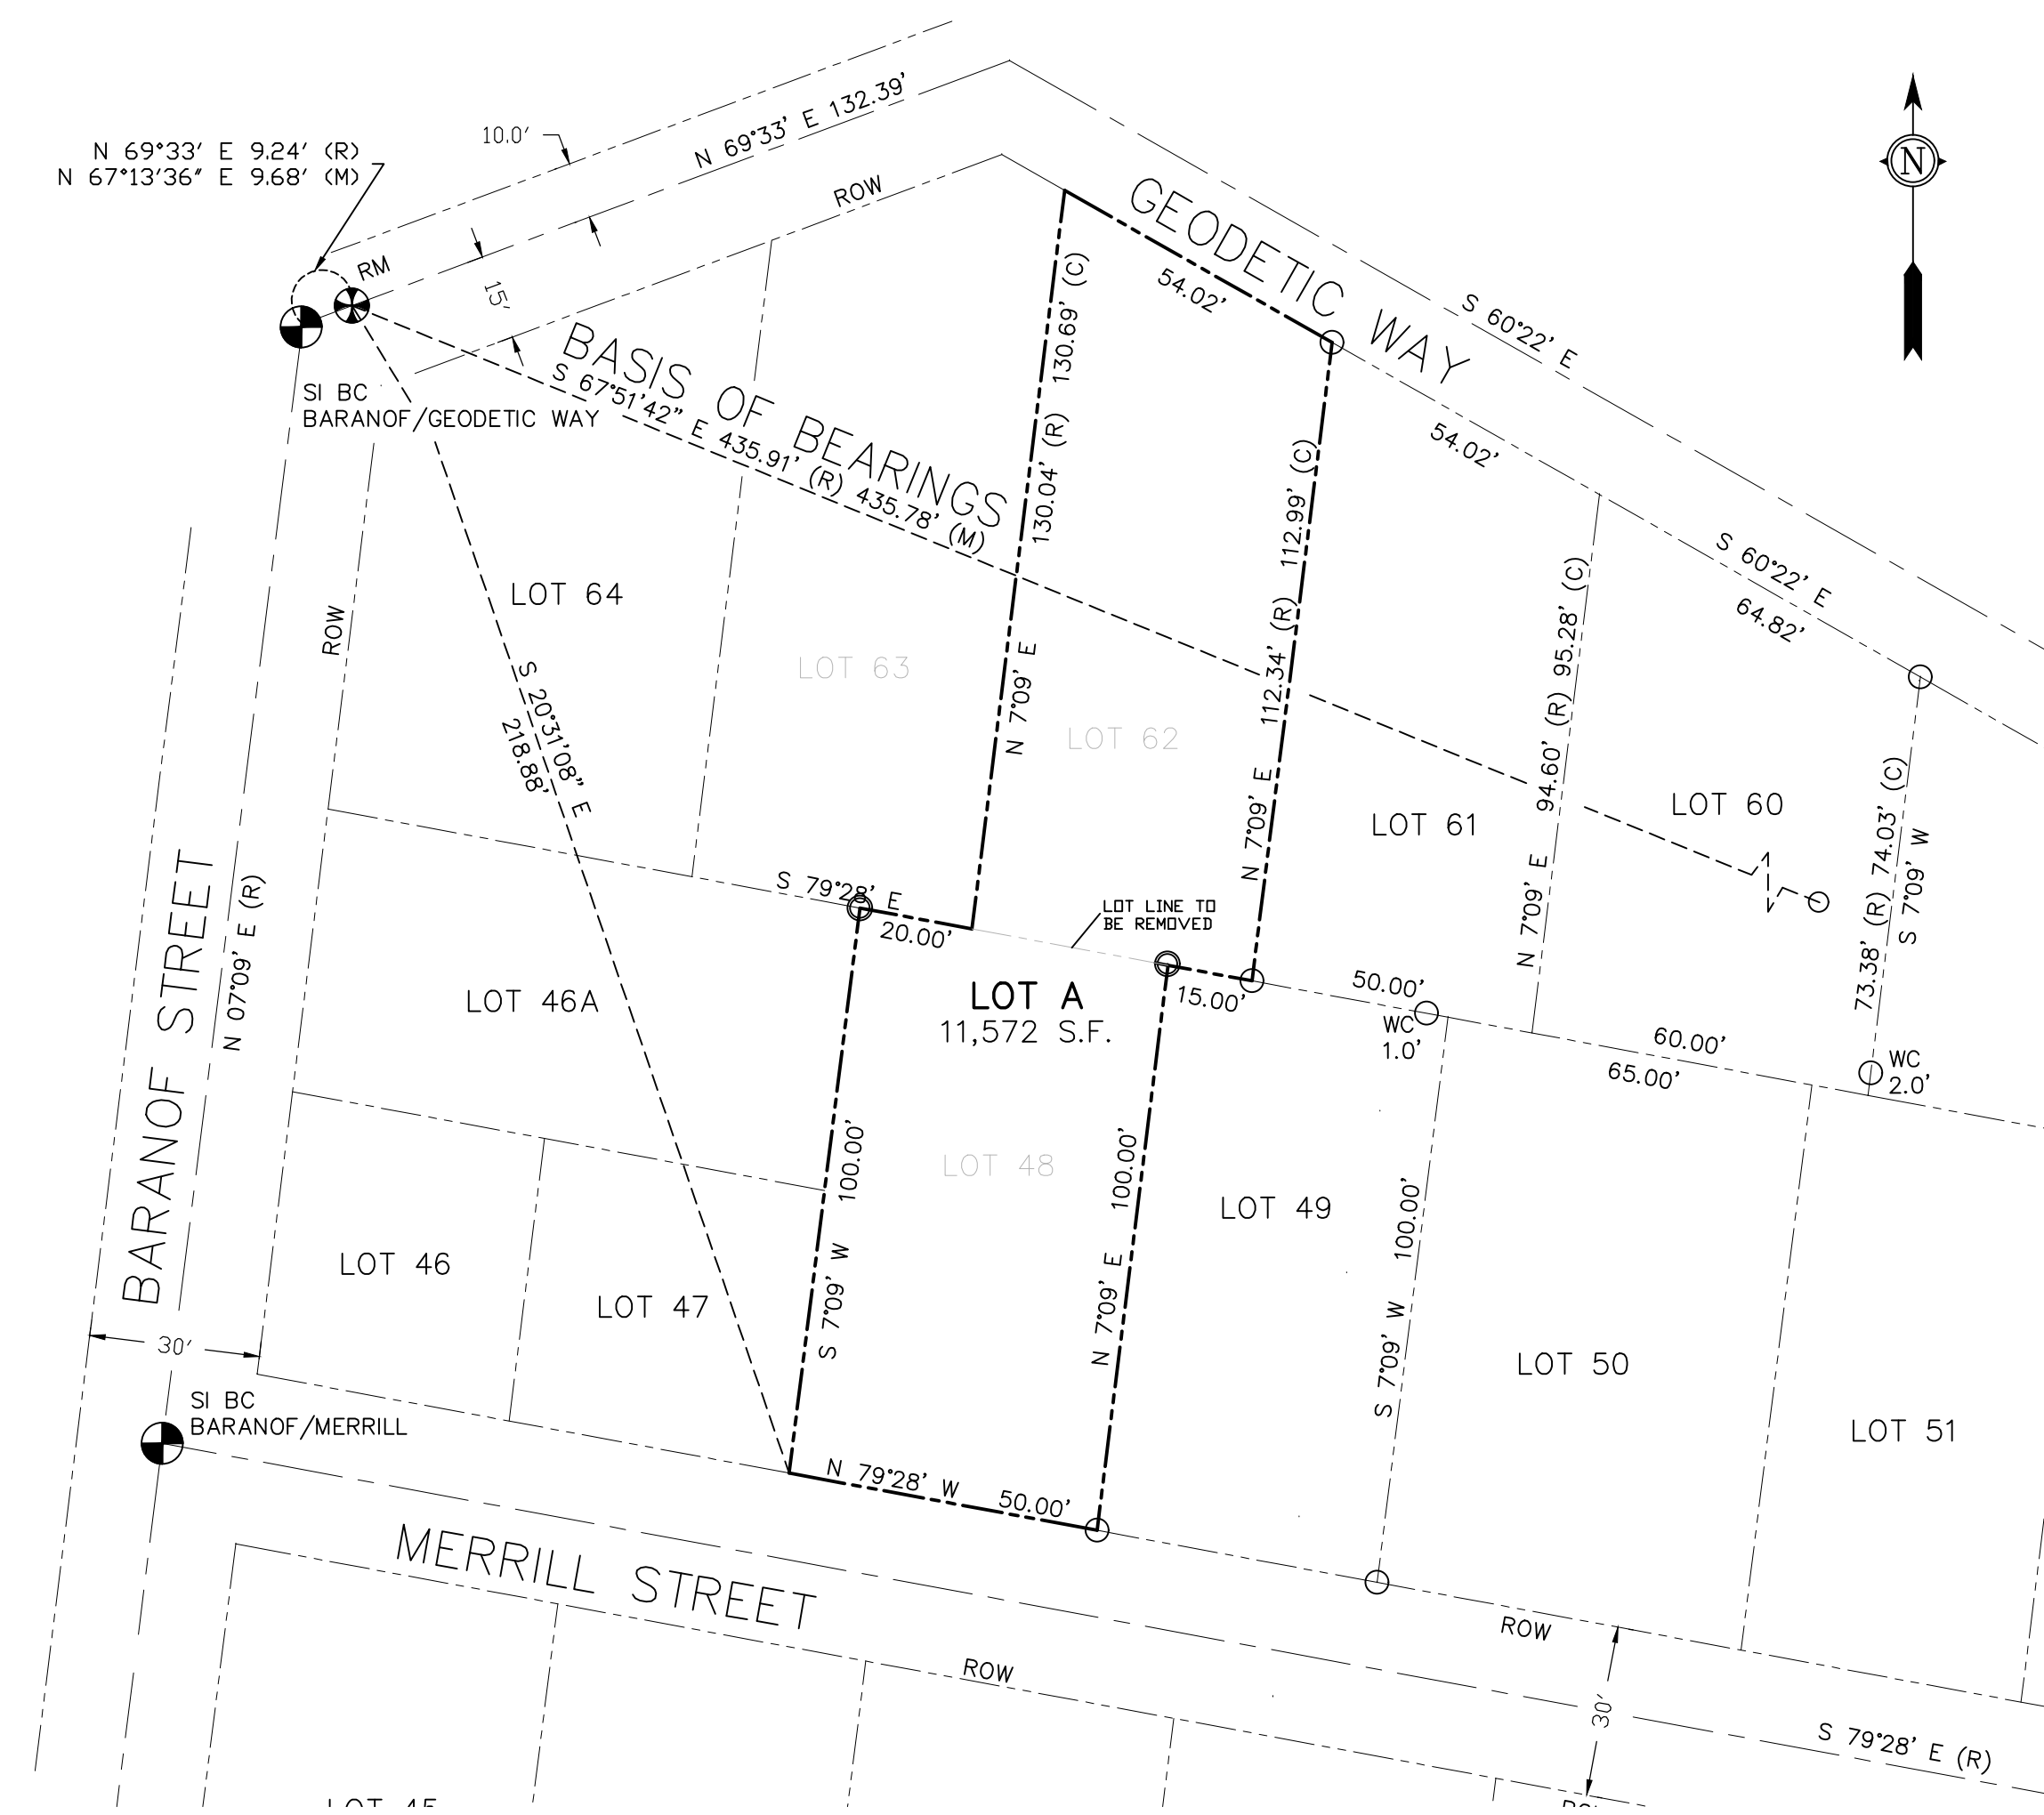 N 69°33' E 9.24' (R)
N 67°13'36" E 9.68' (M)
10.0'
N 69°33' E 132.39'
ROW
GEODETIC WAY
N
RM
15'
SI BC
BARANOF/GEODETIC WAY
BASIS OF BEARINGS
S 67°51'42" E 435.91' (R) 435.78' (M)
54.02'
S 60°22' E
54.02'
S 60°22' E
64.82'
N 7°09' E 130.04' (R) 130.69' (C)
N 7°09' E 112.34' (R) 112.99' (C)
N 7°09' E 94.60' (R) 95.28' (C)
73.38' (R) 74.03' (C)
S 7°09' W
ROW
LOT 64
LOT 63
LOT 62
LOT 61
LOT 60
S 20°31'08" E
218.88'
BARANOF STREET
N 07°09' E (R)
S 79°28' E
20.00'
LOT LINE TO
BE REMOVED
LOT A
11,572 S.F.
15.00'
50.00'
WC
1.0'
60.00'
65.00'
WC
2.0'
LOT 46A
LOT 46
LOT 47
S 7°09' W 100.00'
LOT 48
N 7°09' E 100.00'
LOT 49
S 7°09' W 100.00'
LOT 50
LOT 51
30'
SI BC
BARANOF/MERRILL
N 79°28' W 50.00'
MERRILL STREET
ROW
ROW
30'
S 79°28' E (R)
LOT 45